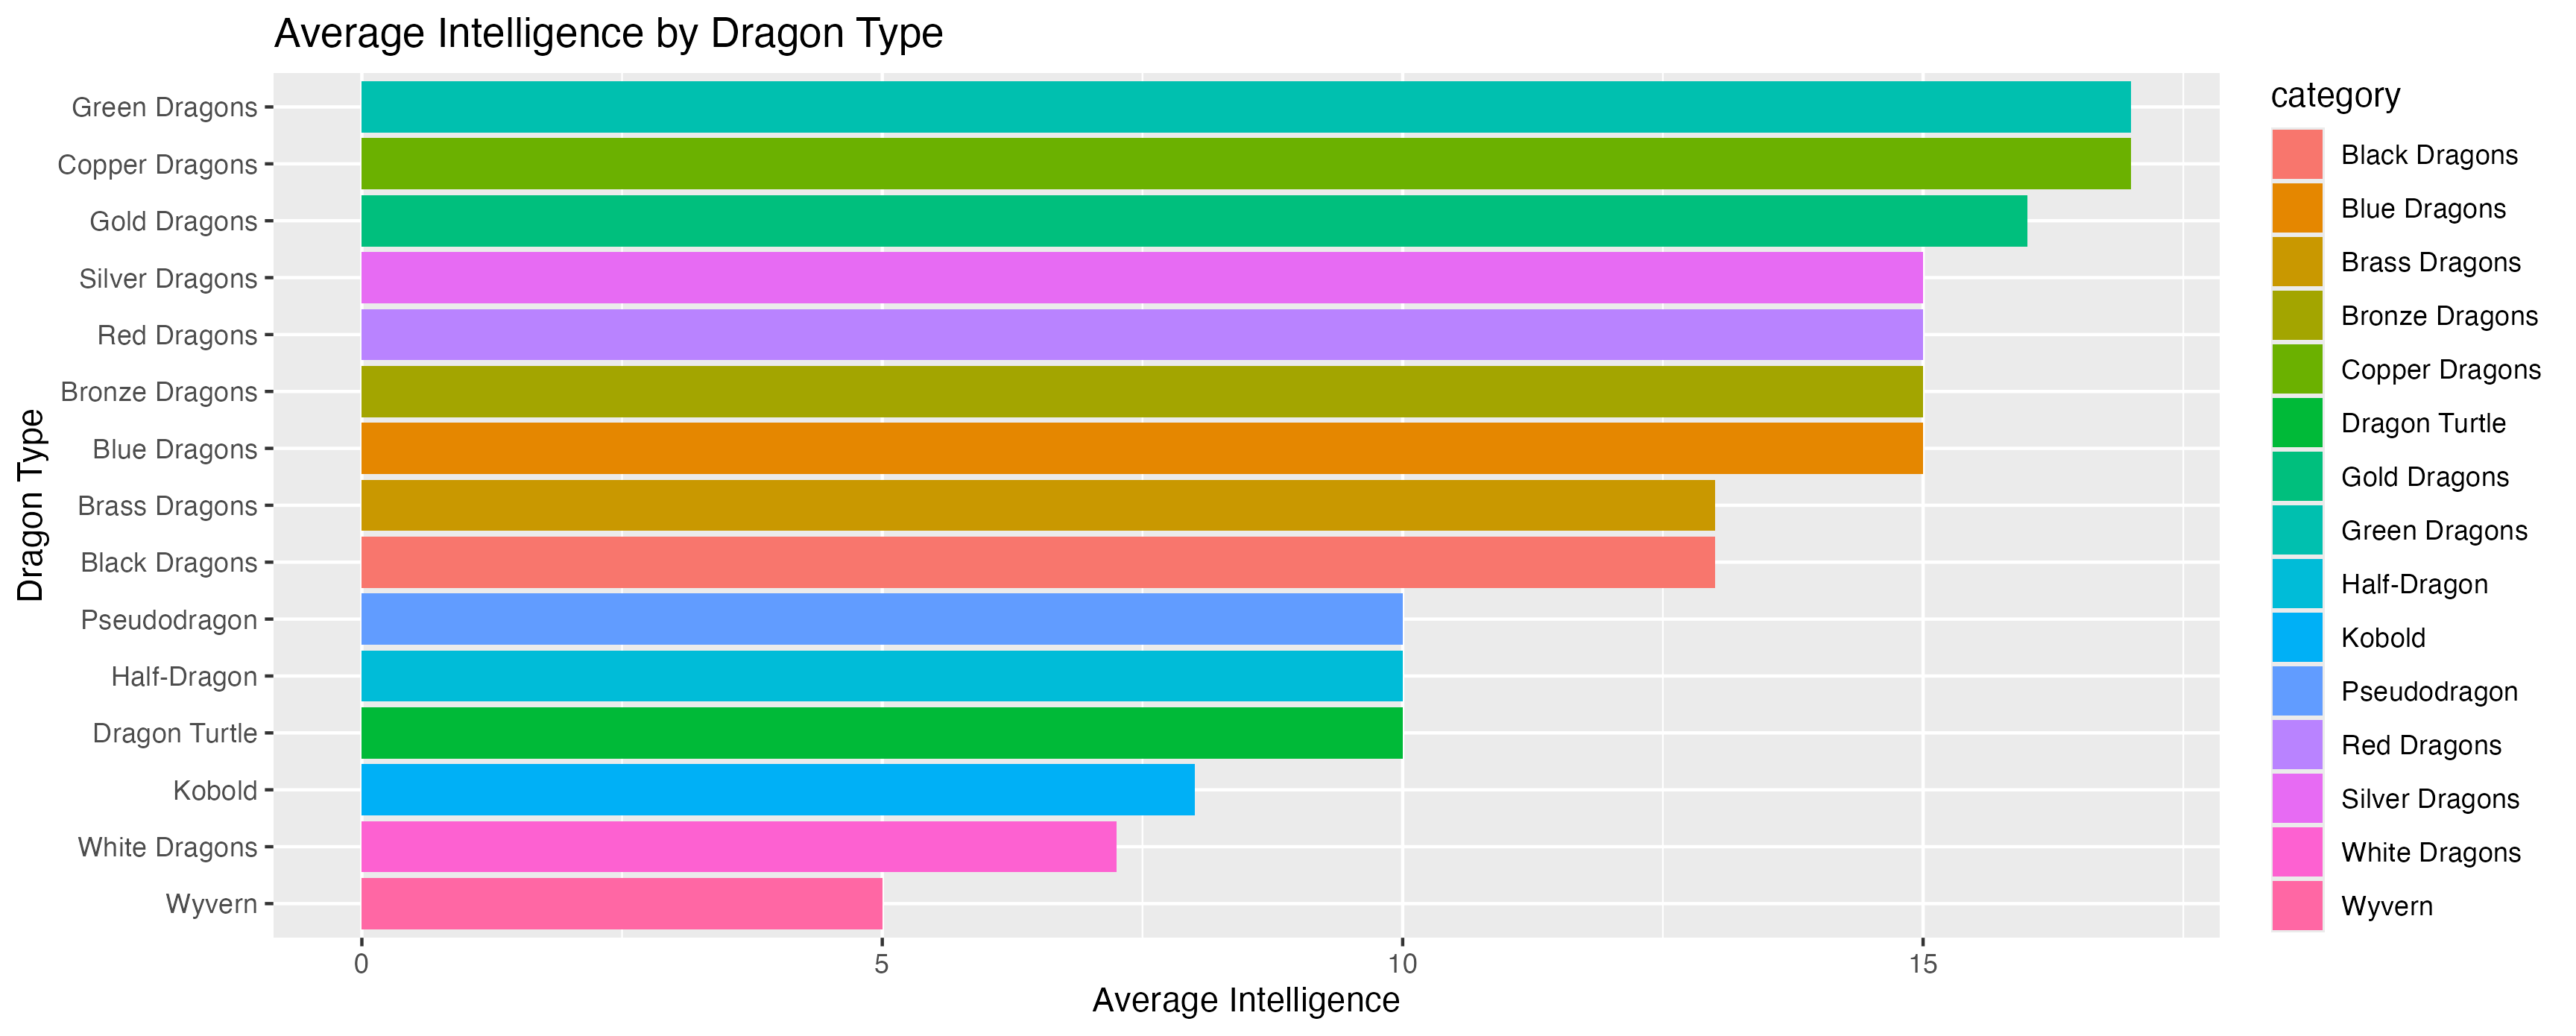 Average Intelligence by Dragon Type
Green Dragons
Copper Dragons
Gold Dragons
Silver Dragons
Red Dragons
Bronze Dragons
Blue Dragons
Brass Dragons
Black Dragons
Pseudodragon
Half-Dragon
Dragon Turtle
Kobold
White Dragons
Wyvern
Dragon Type
0 5 10 15
Average Intelligence
category
Black Dragons
Blue Dragons
Brass Dragons
Bronze Dragons
Copper Dragons
Dragon Turtle
Gold Dragons
Green Dragons
Half-Dragon
Kobold
Pseudodragon
Red Dragons
Silver Dragons
White Dragons
Wyvern